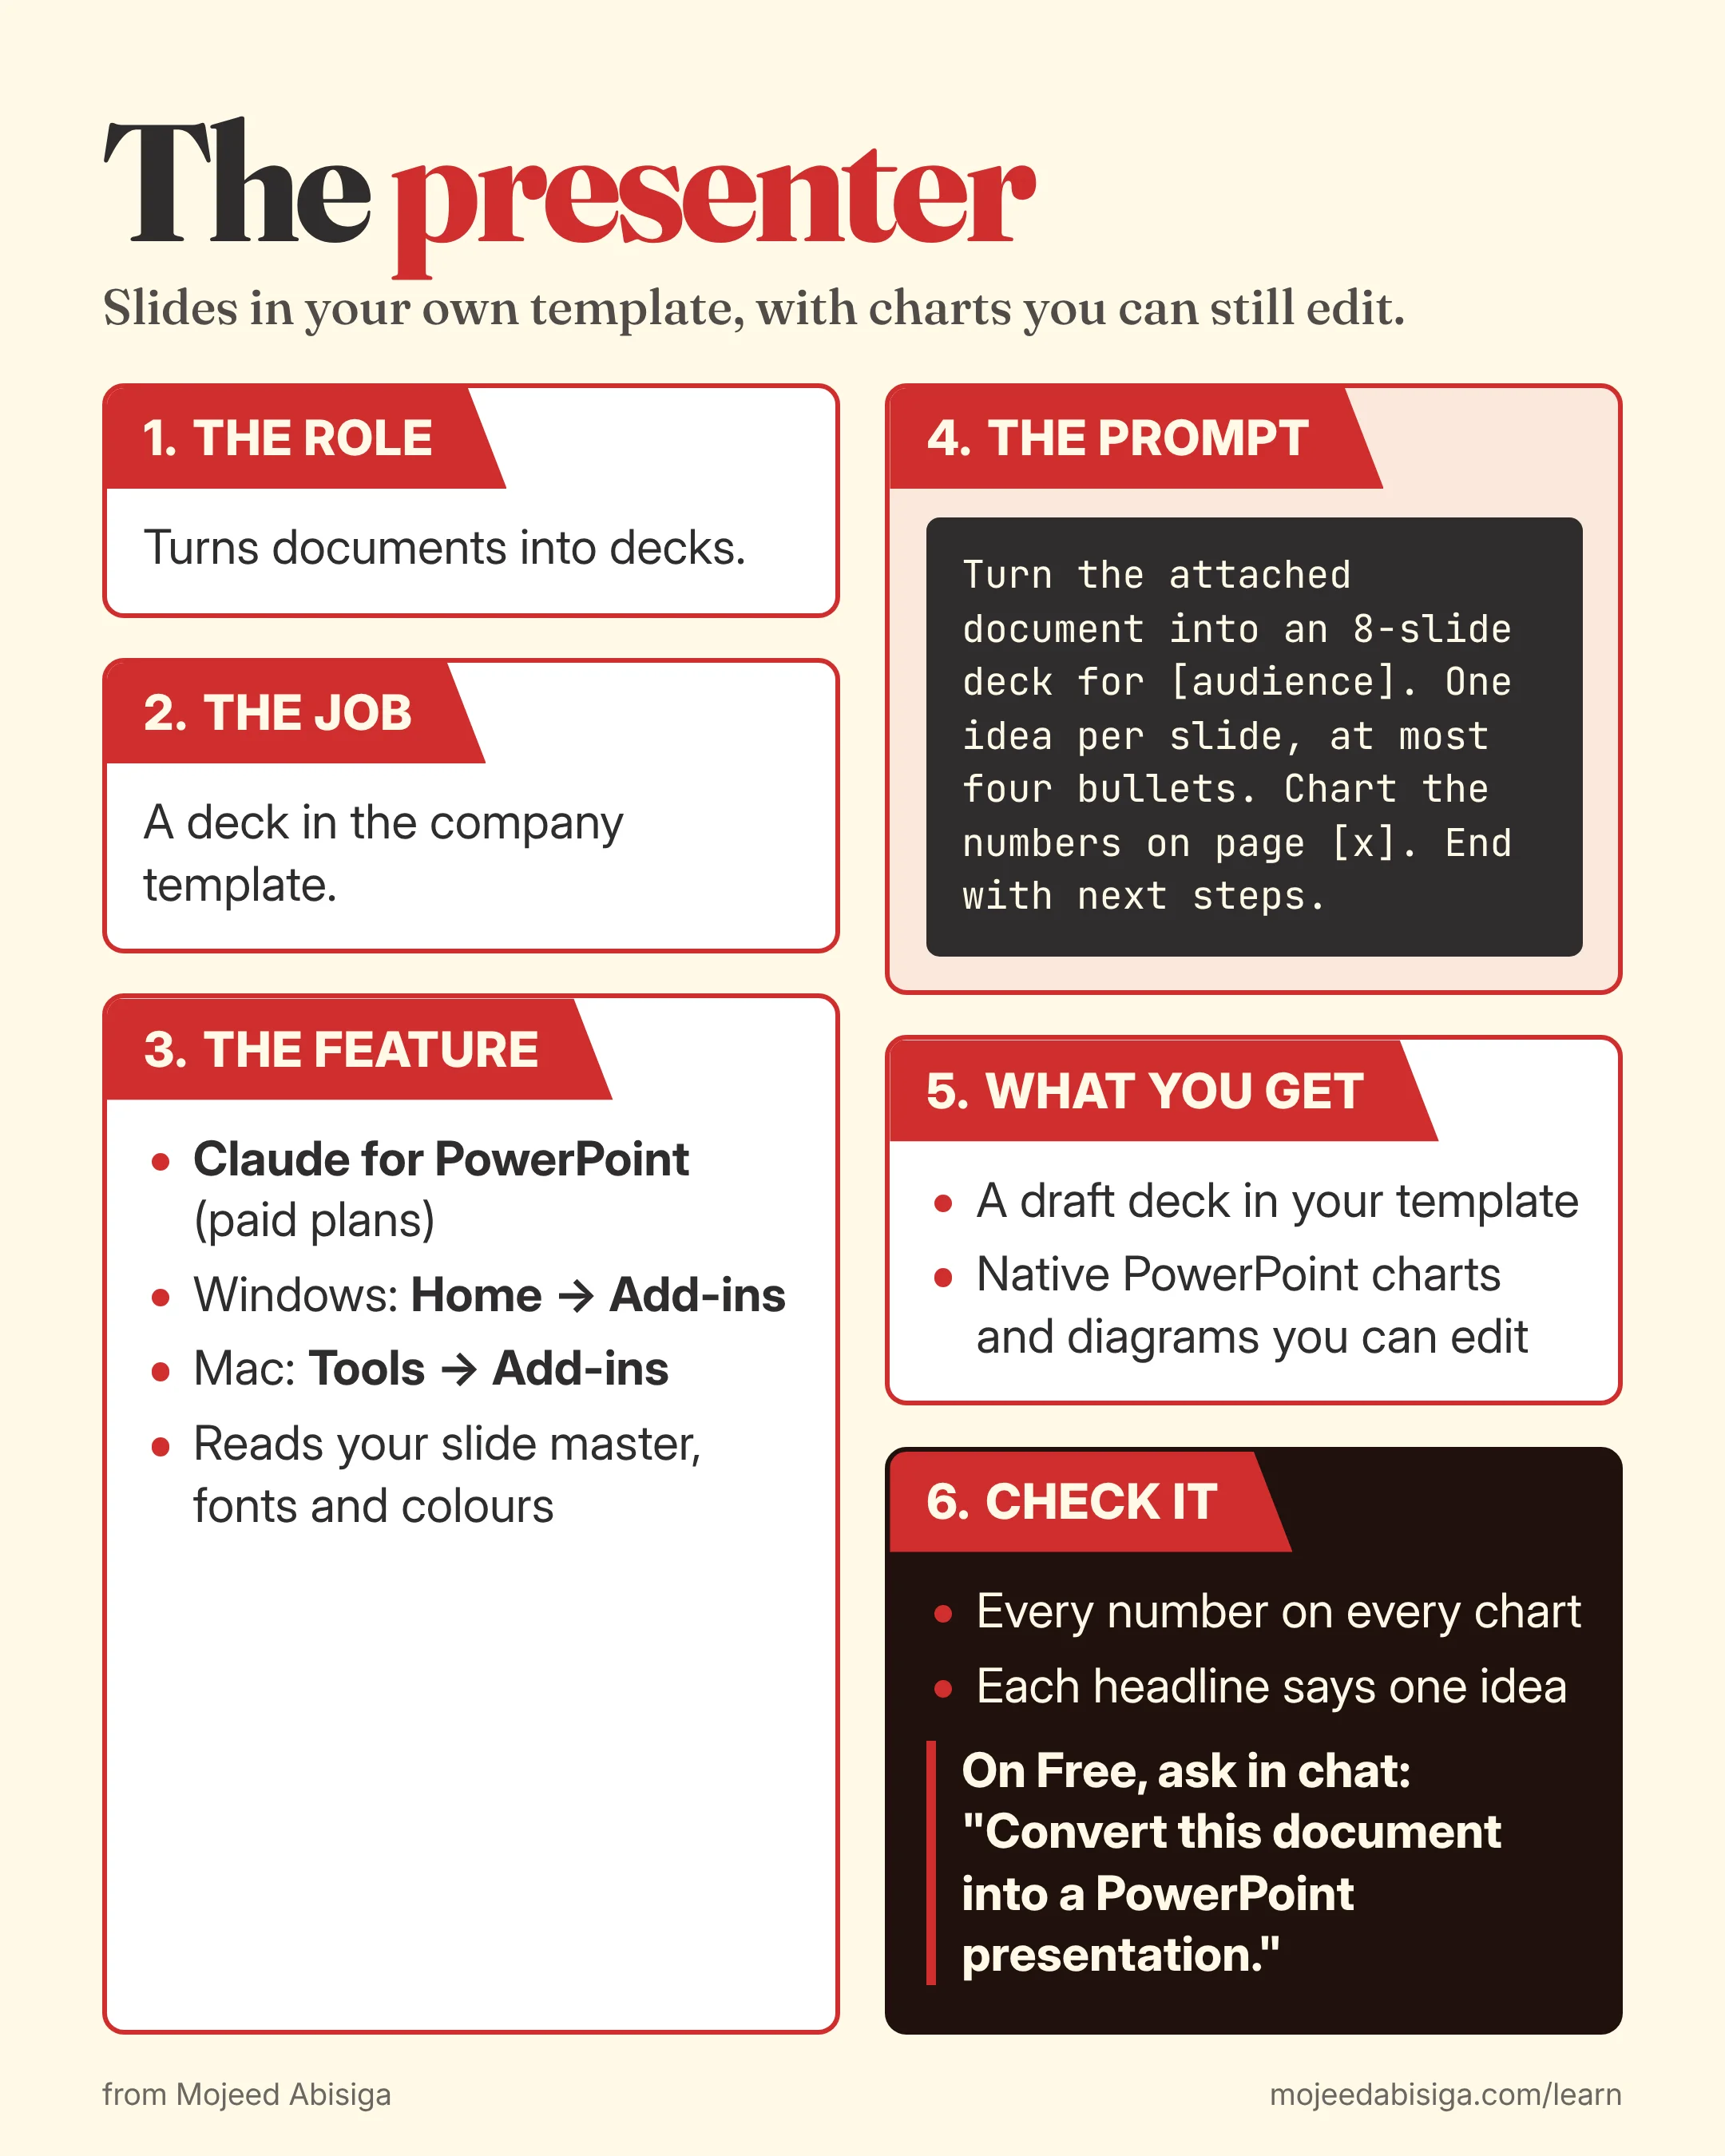 The presenter
Slides in your own template, with charts you can still edit.
1. THE ROLE
Turns documents into decks.
2. THE JOB
A deck in the company
template.
3. THE FEATURE
• Claude for PowerPoint
(paid plans)
• Windows: Home → Add-ins
• Mac: Tools → Add-ins
• Reads your slide master,
fonts and colours
4. THE PROMPT
Turn the attached
document into an 8-slide
deck for [audience]. One
idea per slide, at most
four bullets. Chart the
numbers on page [x]. End
with next steps.
5. WHAT YOU GET
• A draft deck in your template
• Native PowerPoint charts
and diagrams you can edit
6. CHECK IT
• Every number on every chart
• Each headline says one idea
On Free, ask in chat:
"Convert this document
into a PowerPoint
presentation."
from Mojeed Abisiga
mojeedabisiga.com/learn